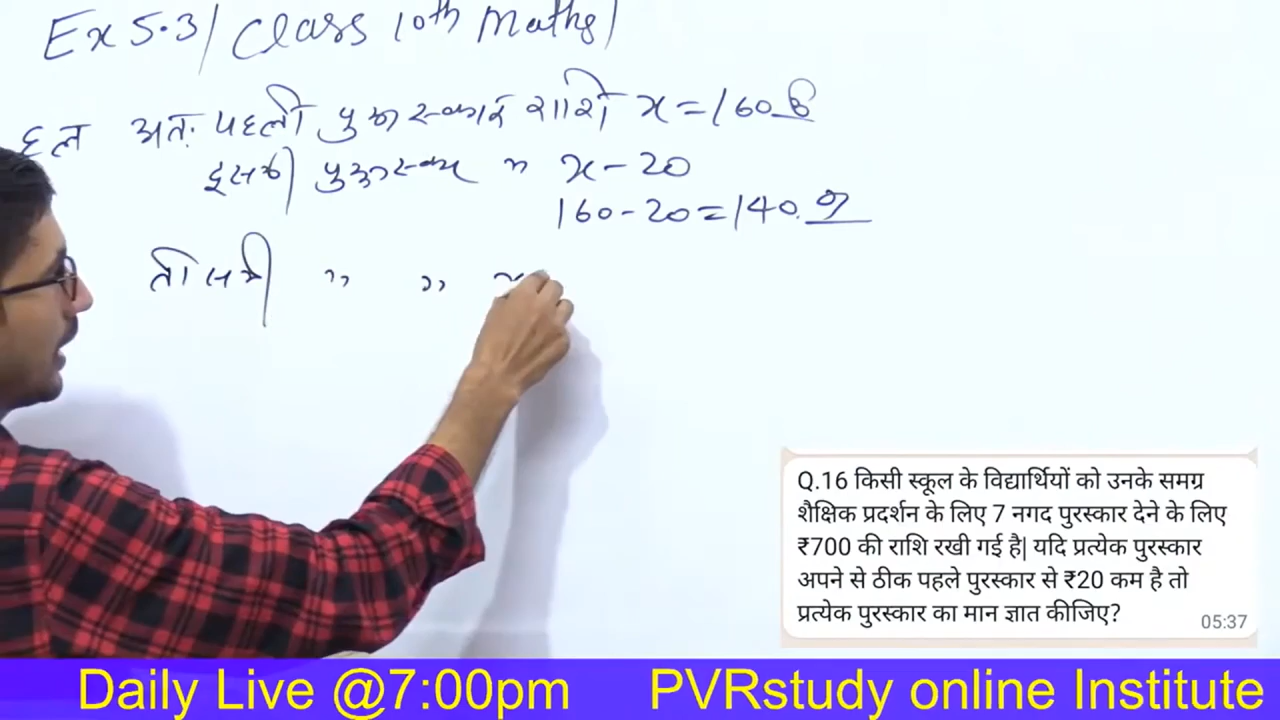 Ex 5.3/ Class 10th Maths/
हल अतः पहली पुरूस्कार राशि x = 160 ₹
दुसरी पुरूस्कार " x - 20
160 - 20 = 140 ₹
तीसरी " " x
Q.16 किसी स्कूल के विद्यार्थियों को उनके समग्र
शैक्षिक प्रदर्शन के लिए 7 नगद पुरस्कार देने के लिए
₹700 की राशि रखी गई है| यदि प्रत्येक पुरस्कार
अपने से ठीक पहले पुरस्कार से ₹20 कम है तो
प्रत्येक पुरस्कार का मान ज्ञात कीजिए?
05:37
Daily Live @7:00pm PVRstudy online Institute